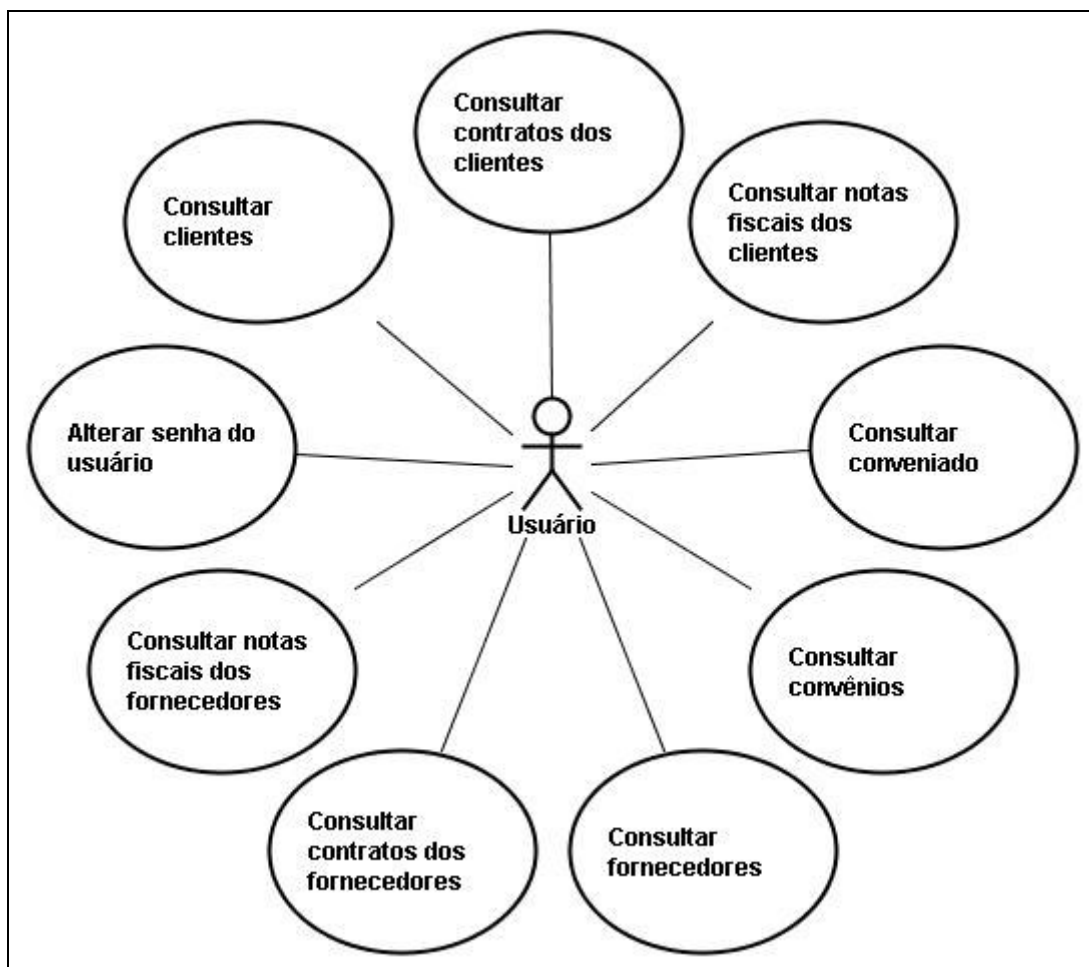 Consultar
contratos dos
clientes
Consultar
clientes
Consultar notas
fiscais dos
clientes
Alterar senha do
usuário
Consultar
conveniado
Usuário
Consultar notas
fiscais dos
fornecedores
Consultar
convênios
Consultar
contratos dos
fornecedores
Consultar
fornecedores